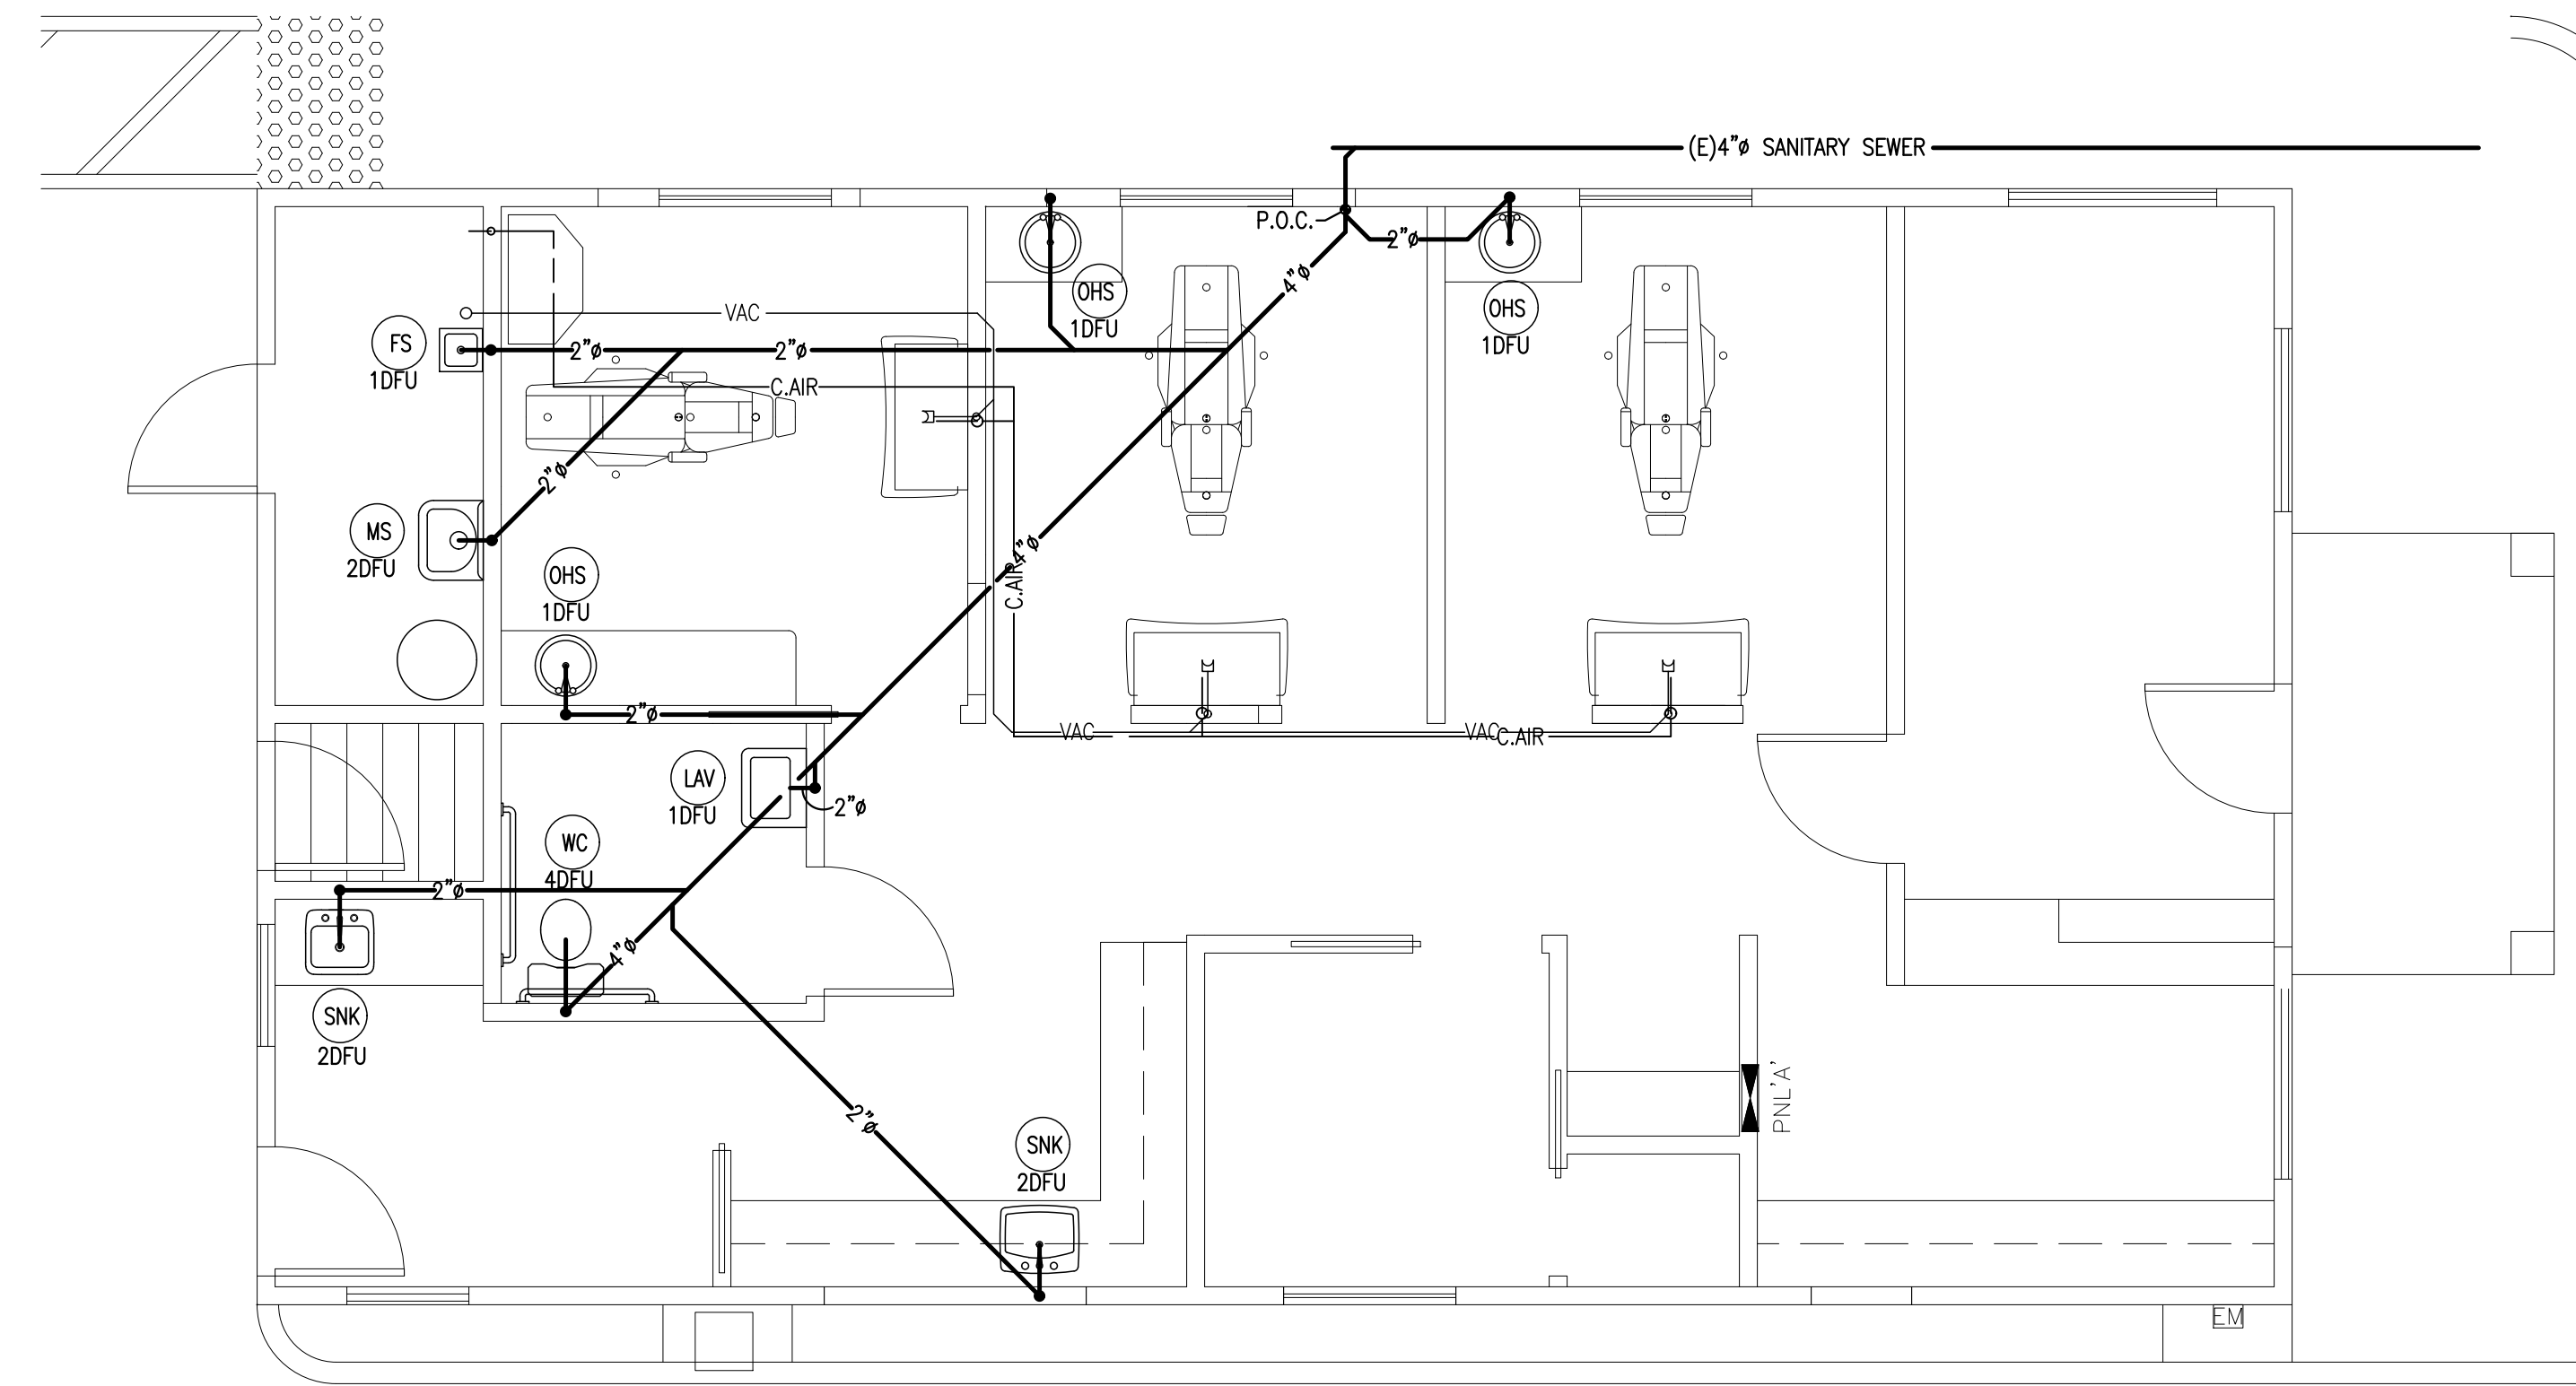 (E)4"ø SANITARY SEWER
P.O.C.
2"ø
4"ø
OHS
1DFU
OHS
1DFU
VAC
FS
1DFU
2"ø
2"ø
C.AIR
2"ø
MS
2DFU
4"ø
C.AIR
OHS
1DFU
2"ø
VAC
VAC
C.AIR
LAV
1DFU
2"ø
WC
4DFU
2"ø
4"ø
SNK
2DFU
2"ø
SNK
2DFU
PNL'A'
EM